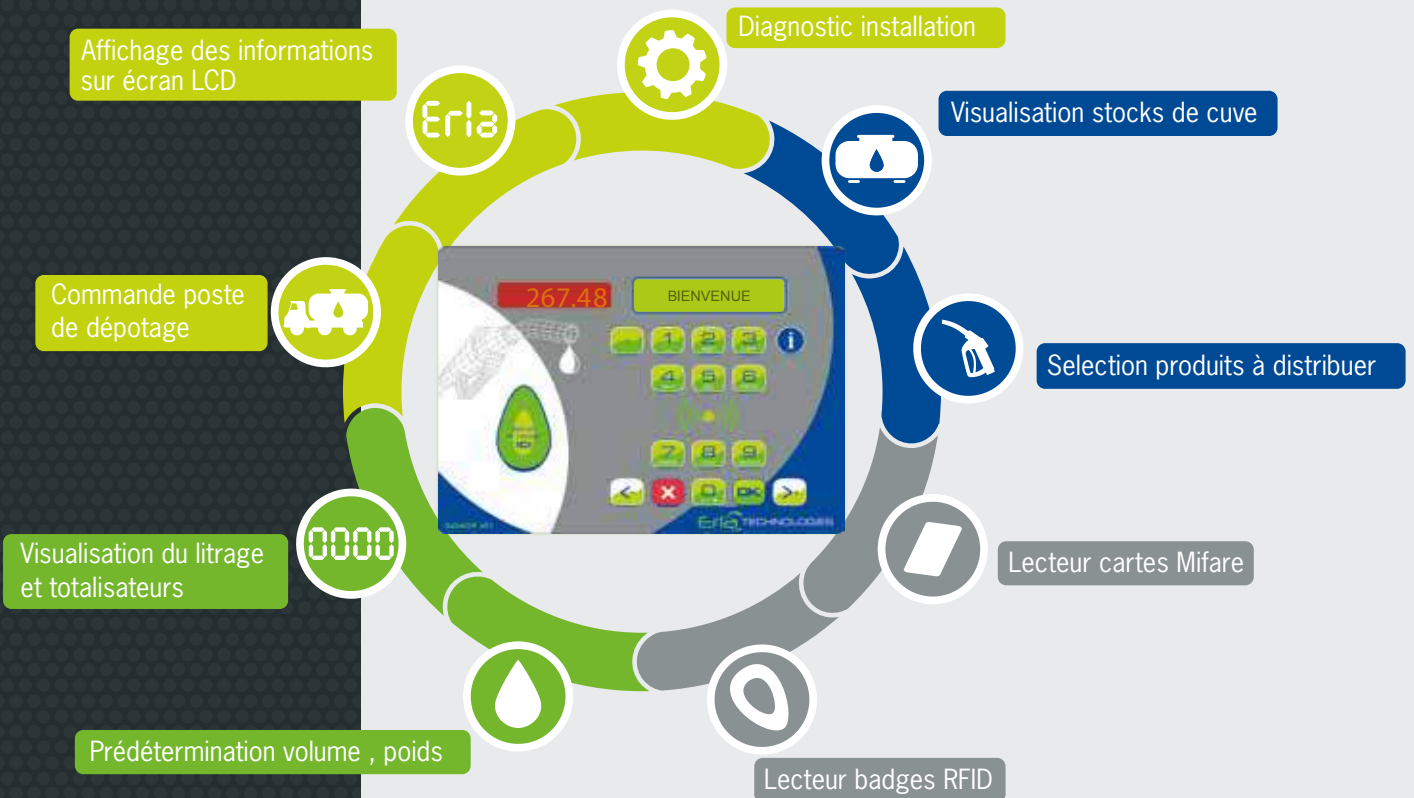 Diagnostic installation
Affichage des informations
sur écran LCD
Erla
Visualisation stocks de cuve
Commande poste
de dépotage
267.48
BIENVENUE
i
1 2 3
4 5 6
Selection produits à distribuer
7 8 9
< X 0 OK >
Erla TECHNOLOGIES
Visualisation du litrage
et totalisateurs
0000
Lecteur cartes Mifare
Prédétermination volume , poids
Lecteur badges RFID